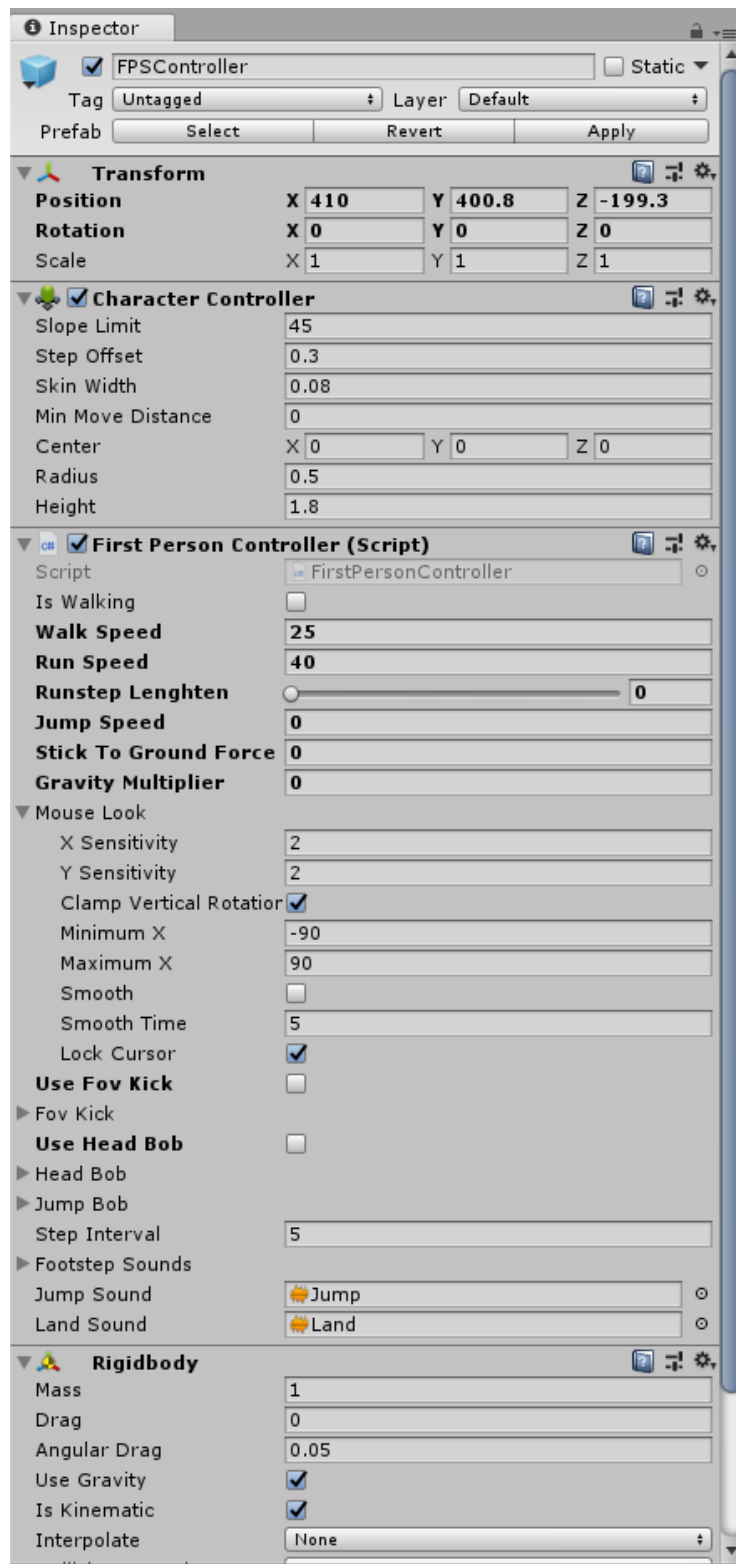 Inspector
FPSController Static
Tag Untagged Layer Default
Prefab Select Revert Apply
Transform
Position X 410 Y 400.8 Z -199.3
Rotation X 0 Y 0 Z 0
Scale X 1 Y 1 Z 1
Character Controller
Slope Limit 45
Step Offset 0.3
Skin Width 0.08
Min Move Distance 0
Center X 0 Y 0 Z 0
Radius 0.5
Height 1.8
First Person Controller (Script)
Script FirstPersonController
Is Walking
Walk Speed 25
Run Speed 40
Runstep Lenghten 0
Jump Speed 0
Stick To Ground Force 0
Gravity Multiplier 0
Mouse Look
X Sensitivity 2
Y Sensitivity 2
Clamp Vertical Rotation
Minimum X -90
Maximum X 90
Smooth
Smooth Time 5
Lock Cursor
Use Fov Kick
Fov Kick
Use Head Bob
Head Bob
Jump Bob
Step Interval 5
Footstep Sounds
Jump Sound Jump
Land Sound Land
Rigidbody
Mass 1
Drag 0
Angular Drag 0.05
Use Gravity
Is Kinematic
Interpolate None